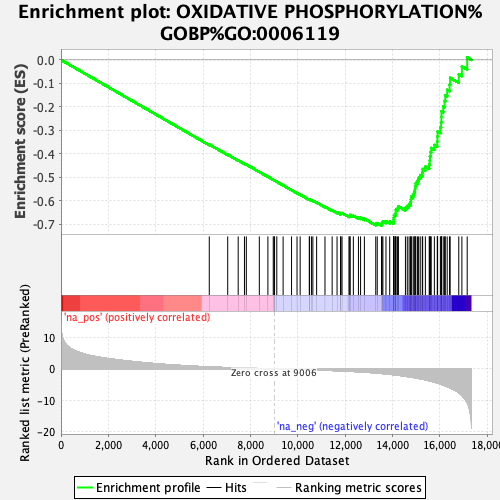 Enrichment plot: OXIDATIVE PHOSPHORYLATION%
GOBP%GO:0006119
Enrichment score (ES)
0.0
-0.1
-0.2
-0.3
-0.4
-0.5
-0.6
-0.7
'na_pos' (positively correlated)
Ranked list metric (PreRanked)
10
0
-10
-20
Zero cross at 9006
'na_neg' (negatively correlated)
0 2,000 4,000 6,000 8,000 10,000 12,000 14,000 16,000 18,000
Rank in Ordered Dataset
Enrichment profile Hits Ranking metric scores